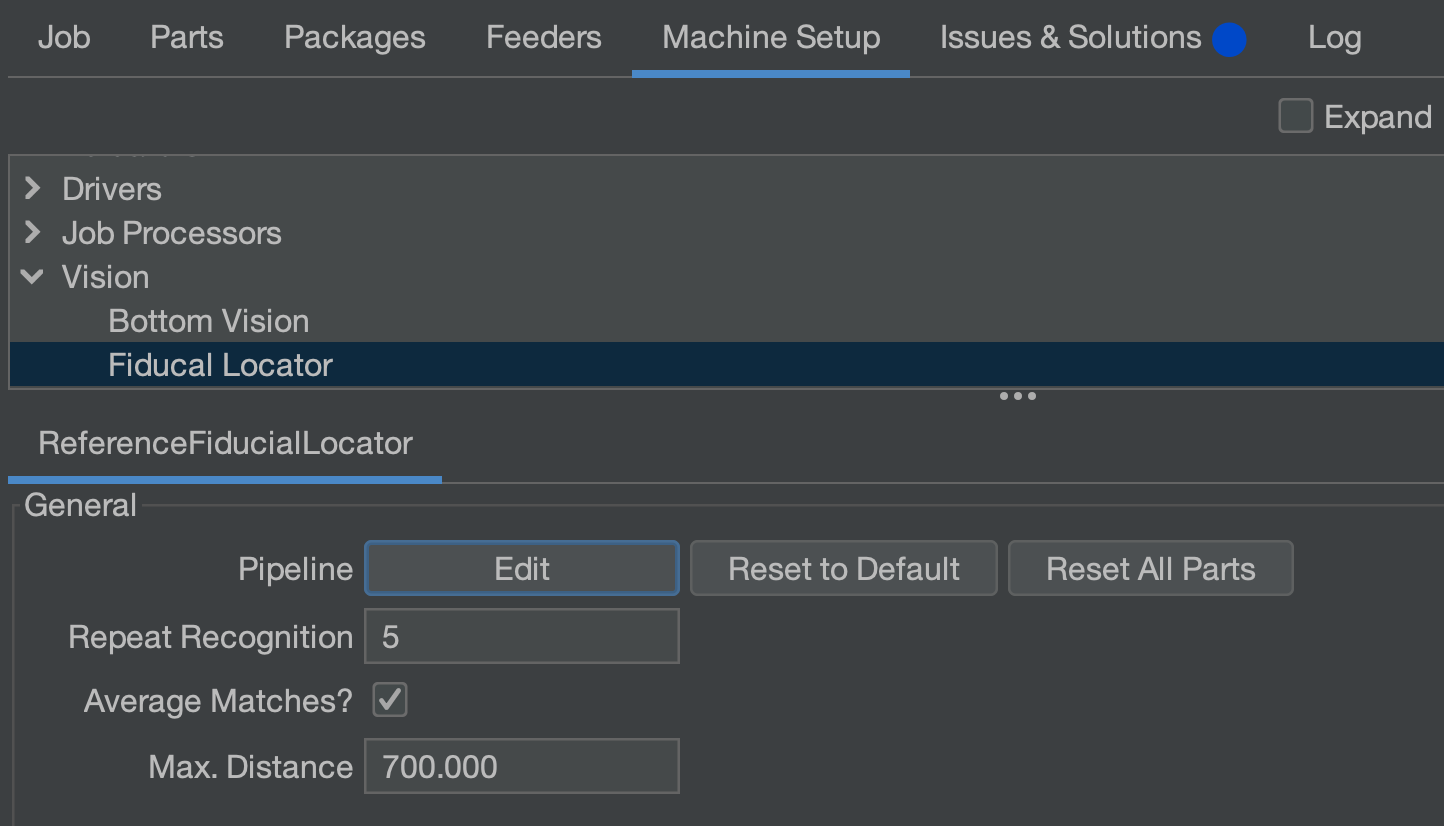 Job Parts Packages Feeders Machine Setup Issues & Solutions Log
Expand
Drivers
Job Processors
Vision
Bottom Vision
Fiducal Locator
ReferenceFiducialLocator
General
Pipeline Edit Reset to Default Reset All Parts
Repeat Recognition 5
Average Matches?
Max. Distance 700.000